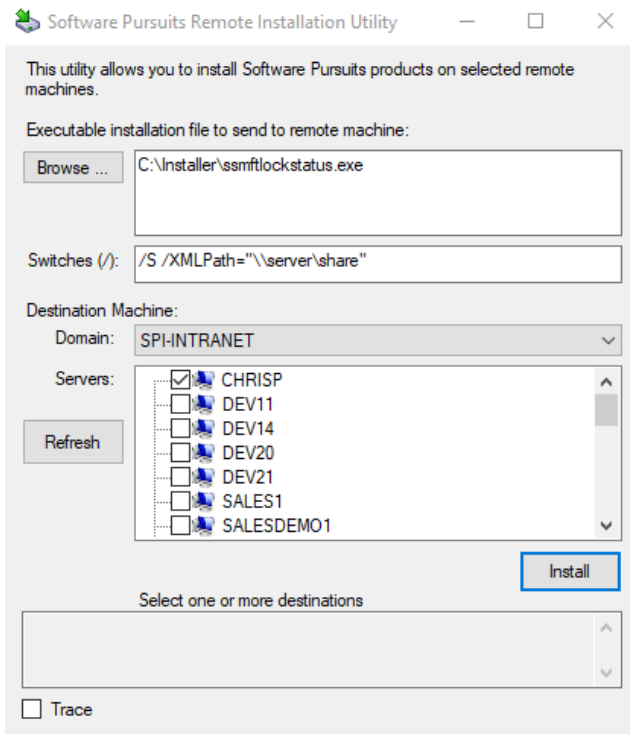 Software Pursuits Remote Installation Utility
This utility allows you to install Software Pursuits products on selected remote
machines.
Executable installation file to send to remote machine:
Browse ...
C:\Installer\ssmftlockstatus.exe
Switches (/):
/S /XMLPath="\\server\share"
Destination Machine:
Domain:
SPI-INTRANET
Servers:
CHRISP
DEV11
DEV14
Refresh
DEV20
DEV21
SALES1
SALESDEMO1
Install
Select one or more destinations
Trace